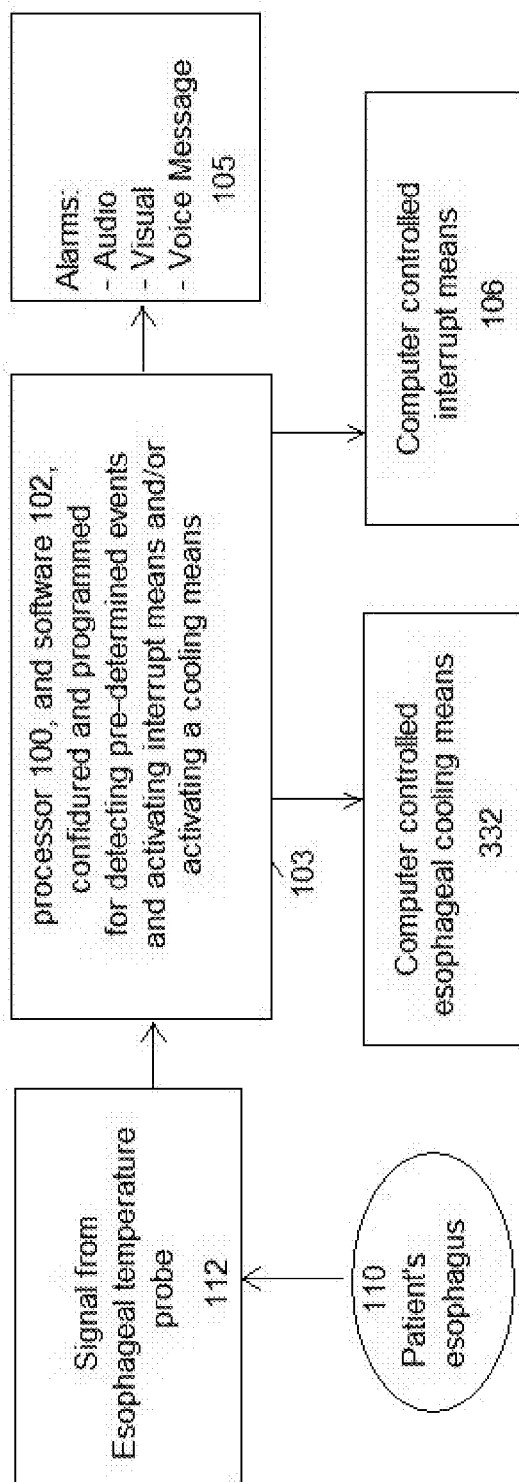 Signal from
Esophageal temperature
probe
112
110
Patient's
esophagus
processor 100, and software 102,
confidured and programmed
for detecting pre-determined events
and activating interrupt means and/or
activating a cooling means
103
Alarms:
- Audio
- Visual
- Voice Message
105
Computer controlled
esophageal cooling means
332
Computer controlled
interrupt means
106